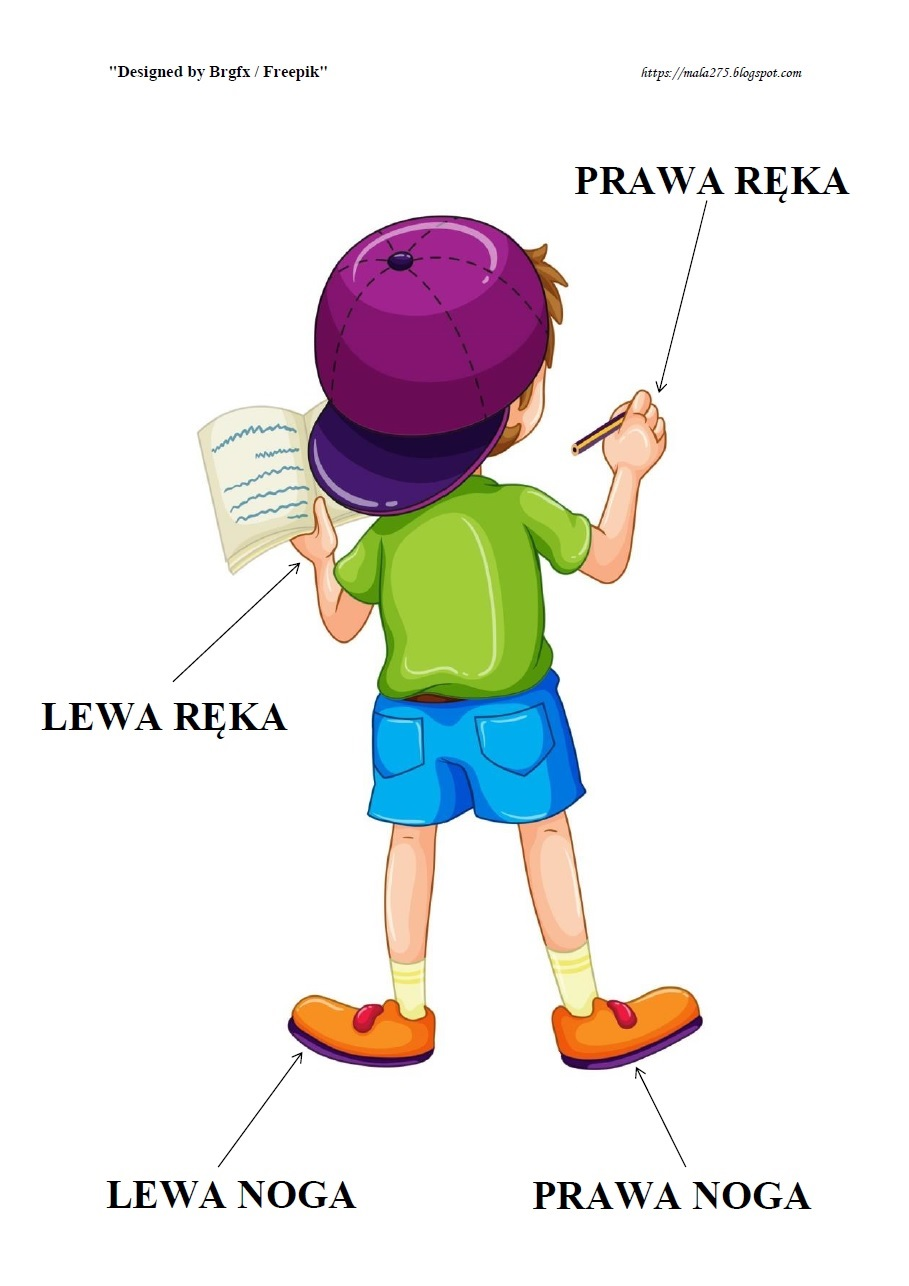 "Designed by Brgfx / Freepik"
https://mala275.blogspot.com
PRAWA RĘKA
LEWA RĘKA
LEWA NOGA
PRAWA NOGA